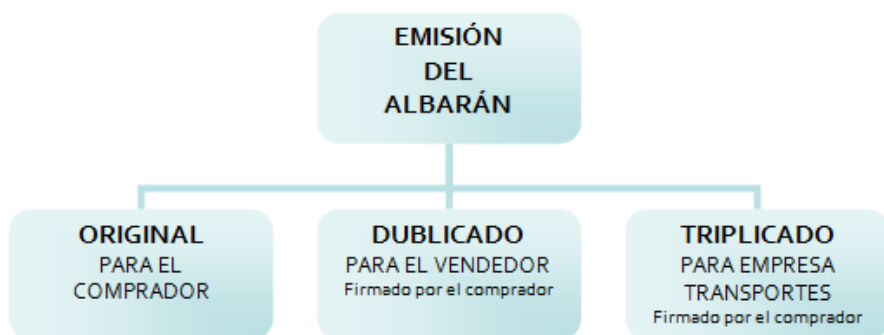 EMISIÓN
DEL
ALBARÁN
ORIGINAL
PARA EL
COMPRADOR
DUBLICADO
PARA EL VENDEDOR
Firmado por el comprador
TRIPLICADO
PARA EMPRESA
TRANSPORTES
Firmado por el comprador